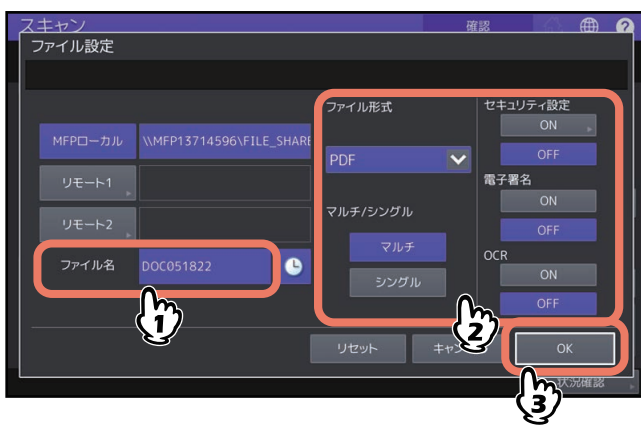 スキャン
確認
?
ファイル設定
ファイル形式
セキュリティ設定
ON
OFF
MFPローカル
\\MFP13714596\FILE_SHARE
PDF
電子署名
ON
OFF
リモート1
マルチ/シングル
リモート2
マルチ
OCR
ON
OFF
ファイル名
DOC051822
シングル
1
2
リセット
キャン
OK
3
状況確認